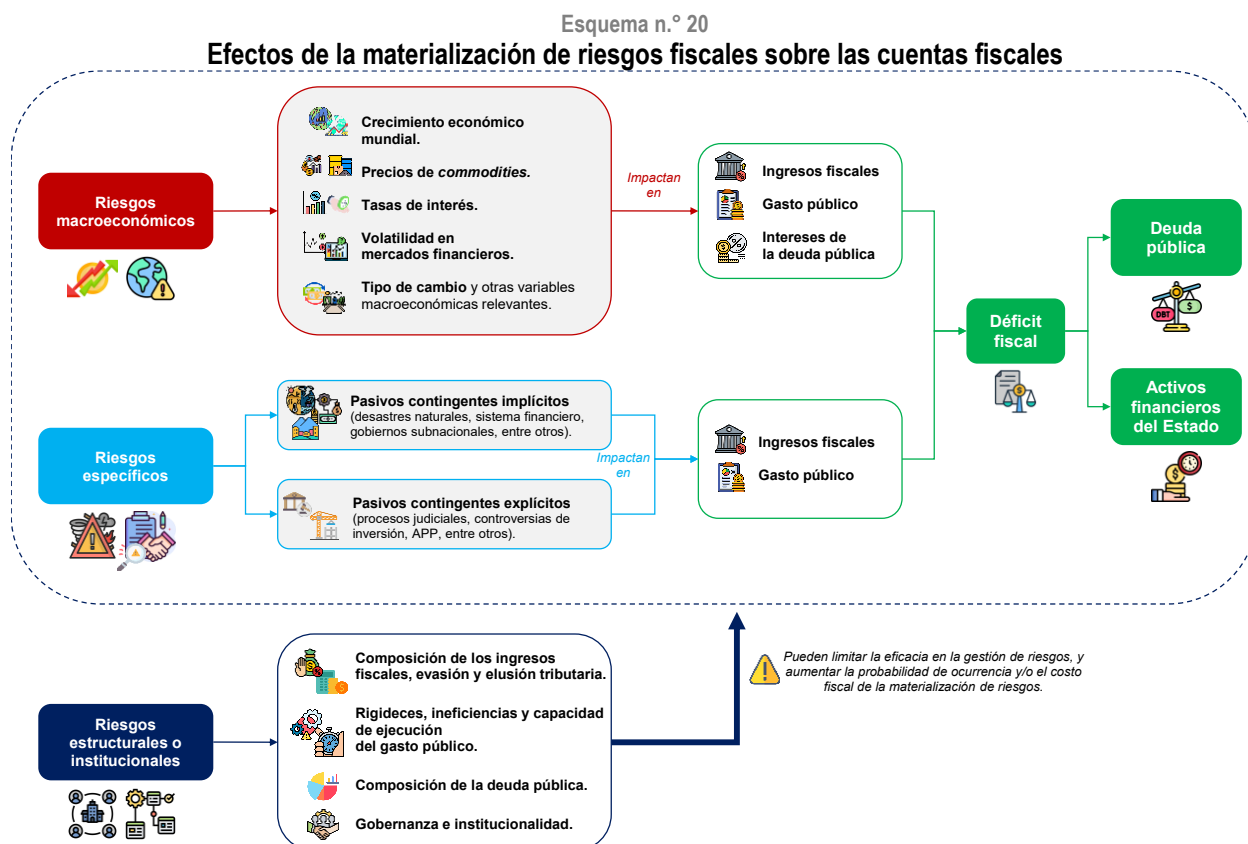 Esquema n.° 20
Efectos de la materialización de riesgos fiscales sobre las cuentas fiscales
Riesgos
macroeconómicos
Crecimiento económico
mundial.
Precios de commodities.
Tasas de interés.
Volatilidad en
mercados financieros.
Tipo de cambio y otras variables
macroeconómicas relevantes.
Impactan
en
Ingresos fiscales
Gasto público
Intereses de
la deuda pública
Riesgos
específicos
Pasivos contingentes implícitos
(desastres naturales, sistema financiero,
gobiernos subnacionales, entre otros).
Pasivos contingentes explícitos
(procesos judiciales, controversias de
inversión, APP, entre otros).
Impactan
en
Ingresos fiscales
Gasto público
Déficit
fiscal
Deuda
pública
DBT
$
Activos
financieros
del Estado
Riesgos
estructurales o
institucionales
Composición de los ingresos
fiscales, evasión y elusión tributaria.
Rigideces, ineficiencias y capacidad
de ejecución
del gasto público.
Composición de la deuda pública.
Gobernanza e institucionalidad.
Pueden limitar la eficacia en la gestión de riesgos, y
aumentar la probabilidad de ocurrencia y/o el costo
fiscal de la materialización de riesgos.